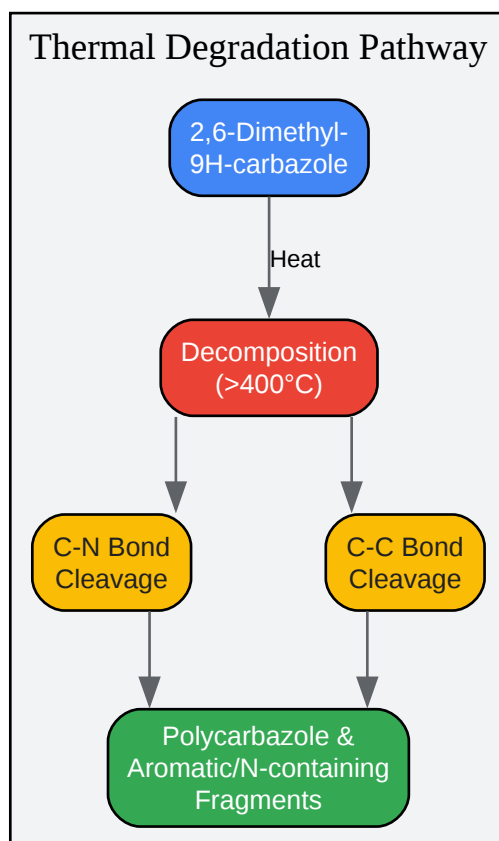 Thermal Degradation Pathway
2,6-Dimethyl-
9H-carbazole
Heat
Decomposition
(>400°C)
C-N Bond
Cleavage
C-C Bond
Cleavage
Polycarbazole &
Aromatic/N-containing
Fragments